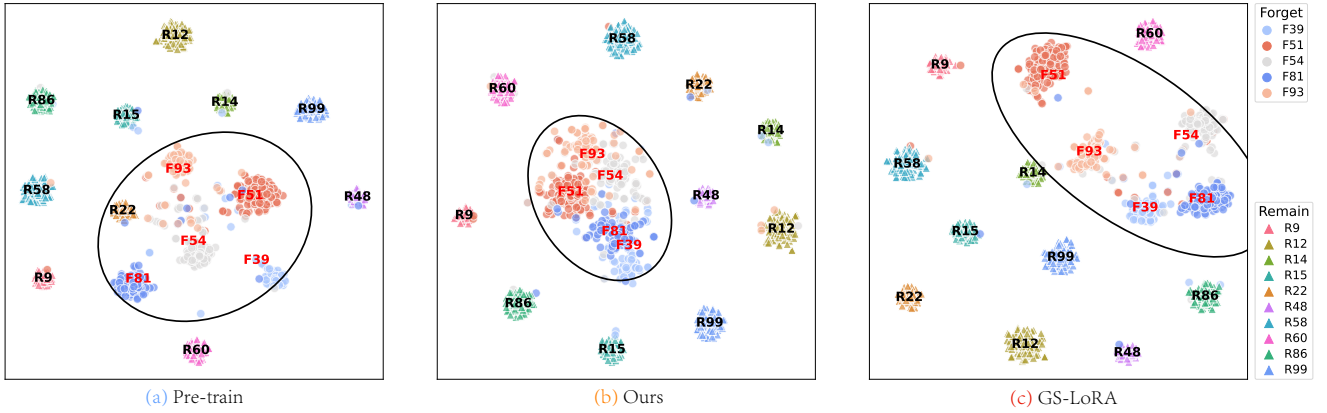 R12
R86
R15
R14
R99
F93
R58
F51
R48
R22
F54
F39
R9
F81
R60
(a) Pre-train
R58
R60
R22
R14
F93
F54
F51
R48
R9
R12
F81
F39
R86
R99
R15
(b) Ours
R60
R9
F51
F54
F93
R58
R14
F81
F39
R15
R99
R22
R86
R12
R48
(c) GS-LoRA
Forget
F39
F51
F54
F81
F93
Remain
R9
R12
R14
R15
R22
R48
R58
R60
R86
R99